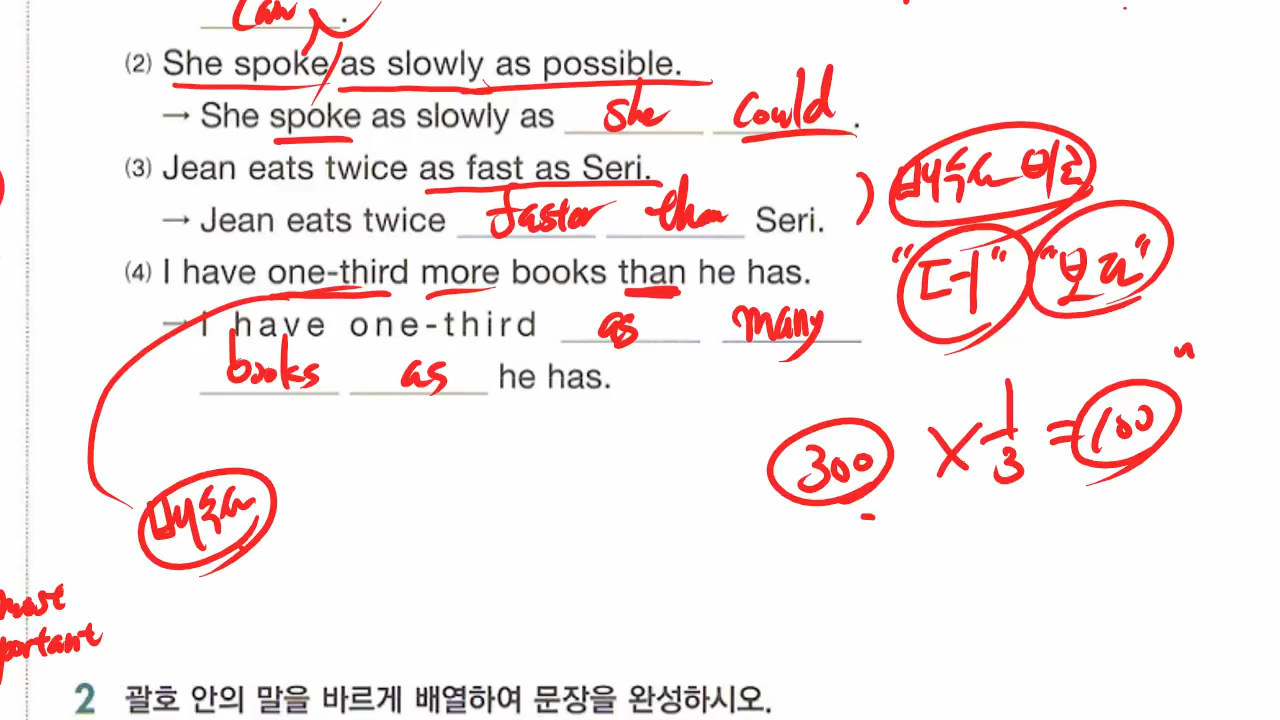 can.
(2) She spoke as slowly as possible.
→ She spoke as slowly as she could.
(3) Jean eats twice as fast as Seri.
→ Jean eats twice faster than Seri.
배수사 비교
"더" "보다"
(4) I have one-third more books than he has.
→ I have one-third as many
books as he has.
300 × 1/3 = 100
배수사
most
portant
2 괄호 안의 말을 바르게 배열하여 문장을 완성하시오.